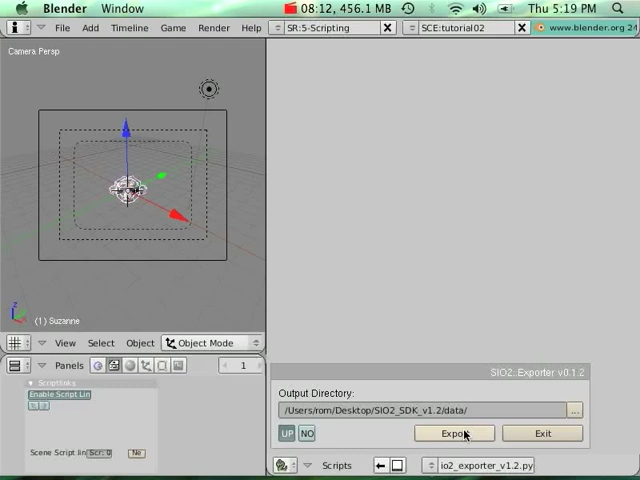 Blender Window 08:12, 456.1 MB Thu 5:19 PM
File Add Timeline Game Render Help SR:5-Scripting SCE:tutorial02 www.blender.org 24
Camera Persp
z
(1) Suzanne
View Select Object Object Mode
Panels 1
Scriptlinks
Enable Script Lin
Scene Script lin Scr: 0 Ne
SIO2::Exporter v0.1.2
Output Directory:
/Users/rom/Desktop/SIO2_SDK_v1.2/data/ ...
UP NO Export Exit
Scripts io2_exporter_v1.2.py